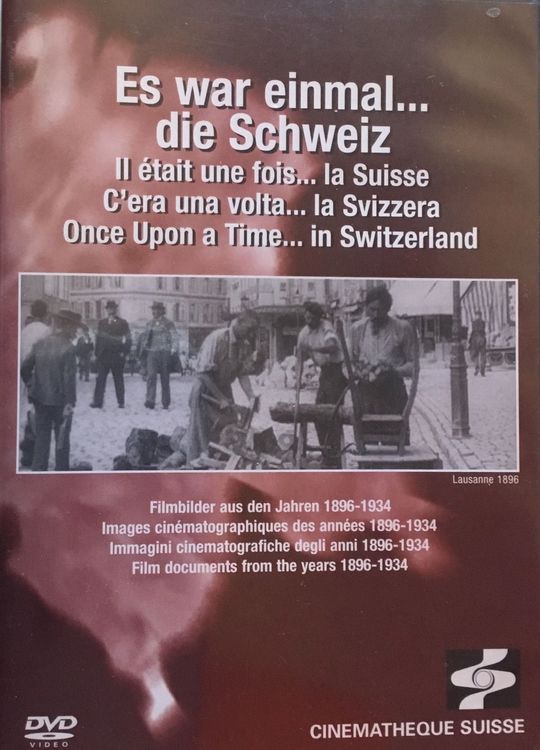 Es war einmal...
die Schweiz
Il était une fois... la Suisse
C'era una volta... la Svizzera
Once Upon a Time... in Switzerland
Lausanne 1896
Filmbilder aus den Jahren 1896-1934
Images cinématographiques des années 1896-1934
Immagini cinematografiche degli anni 1896-1934
Film documents from the years 1896-1934
DVD
VIDEO
CINEMATHEQUE SUISSE